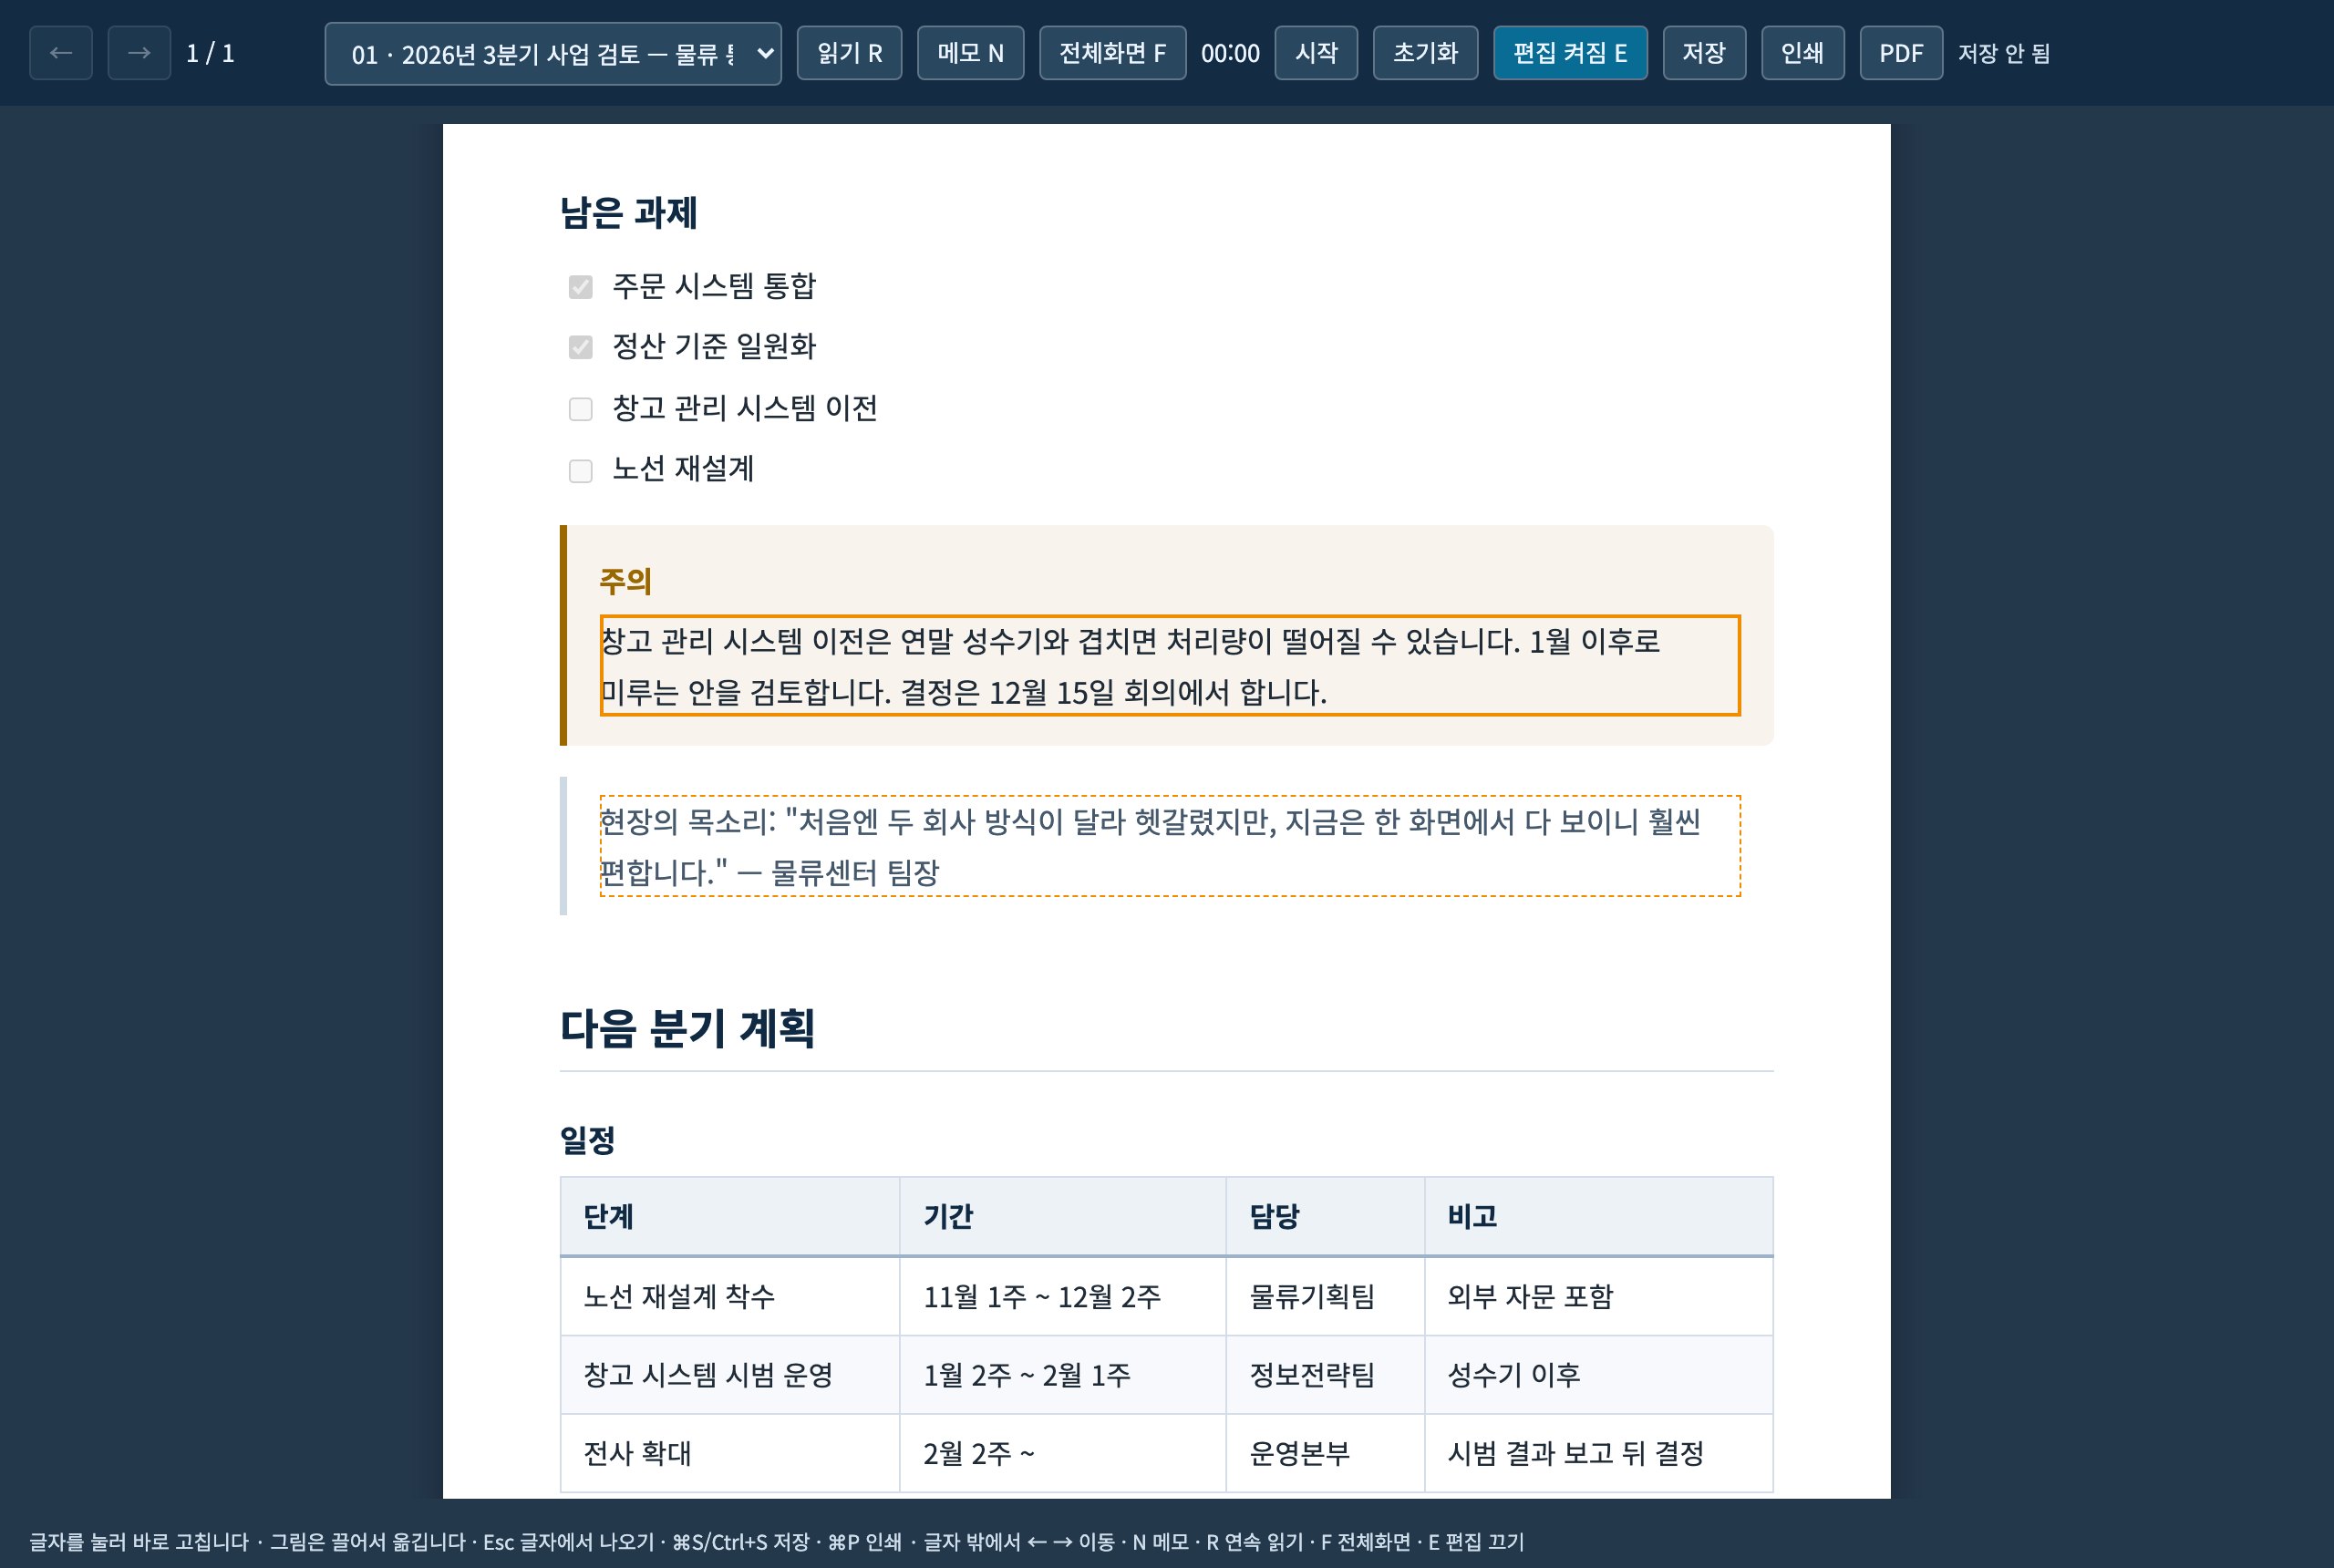 ← → 1 / 1 01 · 2026년 3분기 사업 검토 — 물류 읽기 R 메모 N 전체화면 F 00:00 시작 초기화 편집 켜짐 E 저장 인쇄 PDF 저장 안 됨
남은 과제
주문 시스템 통합
정산 기준 일원화
창고 관리 시스템 이전
노선 재설계
주의
창고 관리 시스템 이전은 연말 성수기와 겹치면 처리량이 떨어질 수 있습니다. 1월 이후로
미루는 안을 검토합니다. 결정은 12월 15일 회의에서 합니다.
현장의 목소리: "처음엔 두 회사 방식이 달라 헷갈렸지만, 지금은 한 화면에서 다 보이니 훨씬
편합니다." — 물류센터 팀장
다음 분기 계획
일정
단계 기간 담당 비고
노선 재설계 착수 11월 1주 ~ 12월 2주 물류기획팀 외부 자문 포함
창고 시스템 시범 운영 1월 2주 ~ 2월 1주 정보전략팀 성수기 이후
전사 확대 2월 2주 ~ 운영본부 시범 결과 보고 뒤 결정
글자를 눌러 바로 고칩니다 · 그림은 끌어서 옮깁니다 · Esc 글자에서 나오기 · ⌘S/Ctrl+S 저장 · ⌘P 인쇄 · 글자 밖에서 ← → 이동 · N 메모 · R 연속 읽기 · F 전체화면 · E 편집 끄기